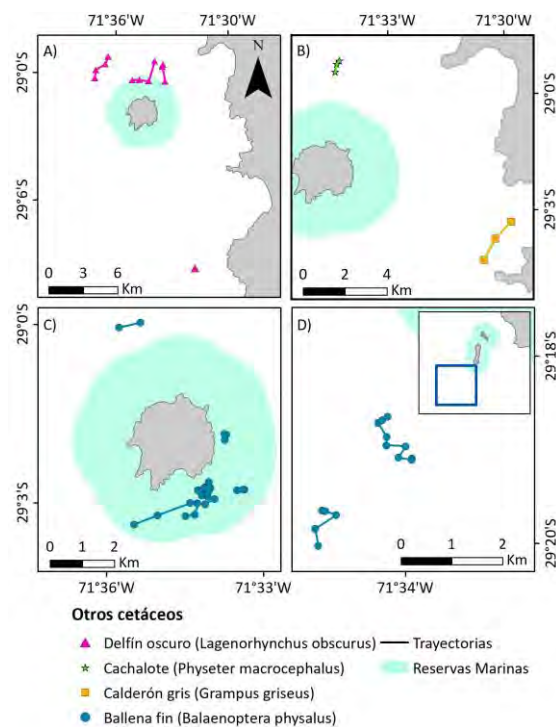 71°36'W 71°30'W
71°33'W 71°30'W
A) N
B)
29°0'S
29°6'S
29°0'S
29°3'S
0 3 6
Km
0 2 4
Km
C)
D)
29°0'S
29°3'S
29°18'S
29°20'S
0 1 2
Km
0 1 2
Km
71°36'W 71°33'W
71°34'W
Otros cetáceos
Delfín oscuro (Lagenorhynchus obscurus) Trayectorias
Cachalote (Physeter macrocephalus) Reservas Marinas
Calderón gris (Grampus griseus)
Ballena fin (Balaenoptera physalus)